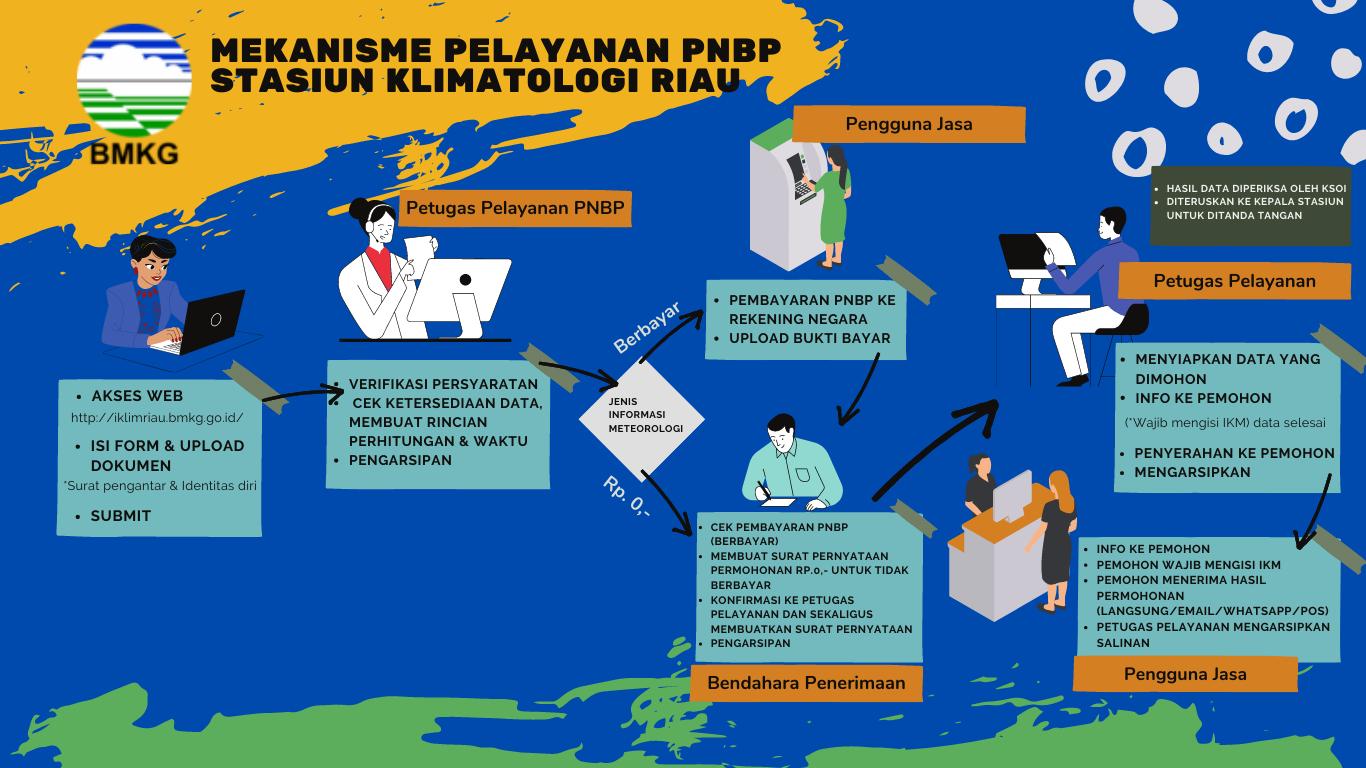 MEKANISME PELAYANAN PNBP
STASIUN KLIMATOLOGI RIAU
BMKG
• AKSES WEB
http://iklimriau.bmkg.go.id/
• ISI FORM & UPLOAD
DOKUMEN
*Surat pengantar & Identitas diri
• SUBMIT
Petugas Pelayanan PNBP
• VERIFIKASI PERSYARATAN
• CEK KETERSEDIAAN DATA,
MEMBUAT RINCIAN
PERHITUNGAN & WAKTU
• PENGARSIPAN
JENIS
INFORMASI
METEOROLOGI
Berbayar
Rp. 0,-
Pengguna Jasa
• PEMBAYARAN PNBP KE
REKENING NEGARA
• UPLOAD BUKTI BAYAR
• CEK PEMBAYARAN PNBP
(BERBAYAR)
• MEMBUAT SURAT PERNYATAAN
PERMOHONAN RP.0,- UNTUK TIDAK
BERBAYAR
• KONFIRMASI KE PETUGAS
PELAYANAN DAN SEKALIGUS
MEMBUATKAN SURAT PERNYATAAN
• PENGARSIPAN
Bendahara Penerimaan
• HASIL DATA DIPERIKSA OLEH KSOI
• DITERUSKAN KE KEPALA STASIUN
UNTUK DITANDA TANGAN
Petugas Pelayanan
• MENYIAPKAN DATA YANG
DIMOHON
• INFO KE PEMOHON
(*Wajib mengisi IKM) data selesai
• PENYERAHAN KE PEMOHON
• MENGARSIPKAN
• INFO KE PEMOHON
• PEMOHON WAJIB MENGISI IKM
• PEMOHON MENERIMA HASIL
PERMOHONAN
(LANGSUNG/EMAIL/WHATSAPP/POS)
• PETUGAS PELAYANAN MENGARSIPKAN
SALINAN
Pengguna Jasa